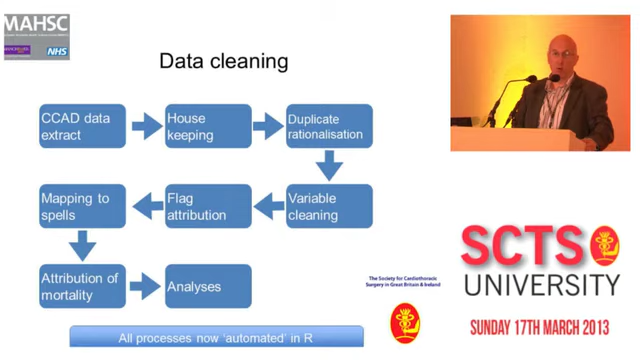 MAHSC
NHS
Data cleaning
CCAD data
extract
House
keeping
Duplicate
rationalisation
Mapping to
spells
Flag
attribution
Variable
cleaning
Attribution of
mortality
Analyses
The Society for Cardiothoracic
Surgery in Great Britain & Ireland
All processes now 'automated' in R
SCTS
UNIVERSITY
SUNDAY 17TH MARCH 2013